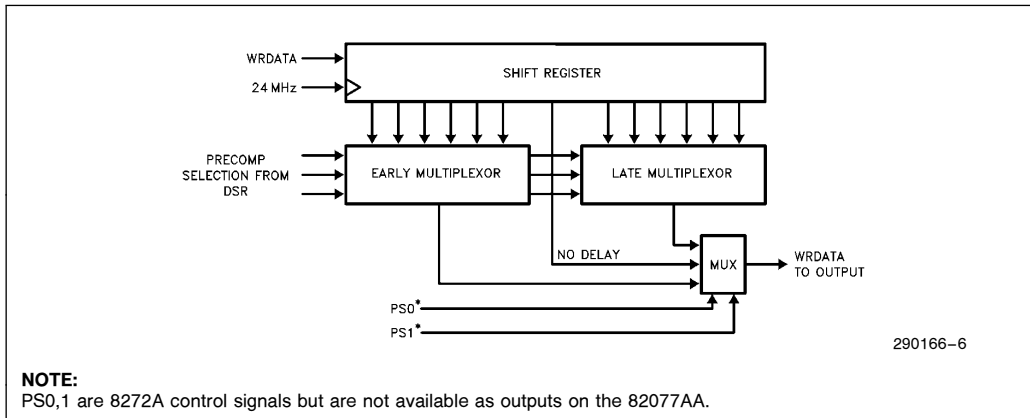 WRDATA
24 MHz
SHIFT REGISTER
PRECOMP
SELECTION FROM
DSR
EARLY MULTIPLEXOR
LATE MULTIPLEXOR
NO DELAY
MUX
WRDATA
TO OUTPUT
PS0*
PS1*
290166–6
NOTE:
PS0,1 are 8272A control signals but are not available as outputs on the 82077AA.